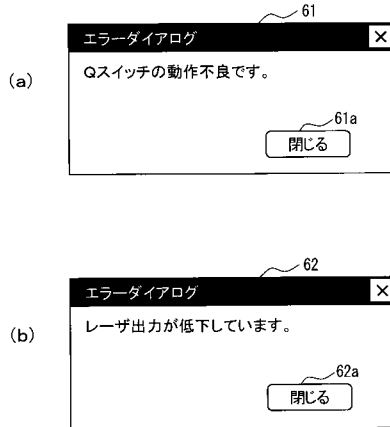 61
エラーダイアログ ×
(a)
Qスイッチの動作不良です。
61a
閉じる
62
エラーダイアログ ×
(b)
レーザ出力が低下しています。
62a
閉じる